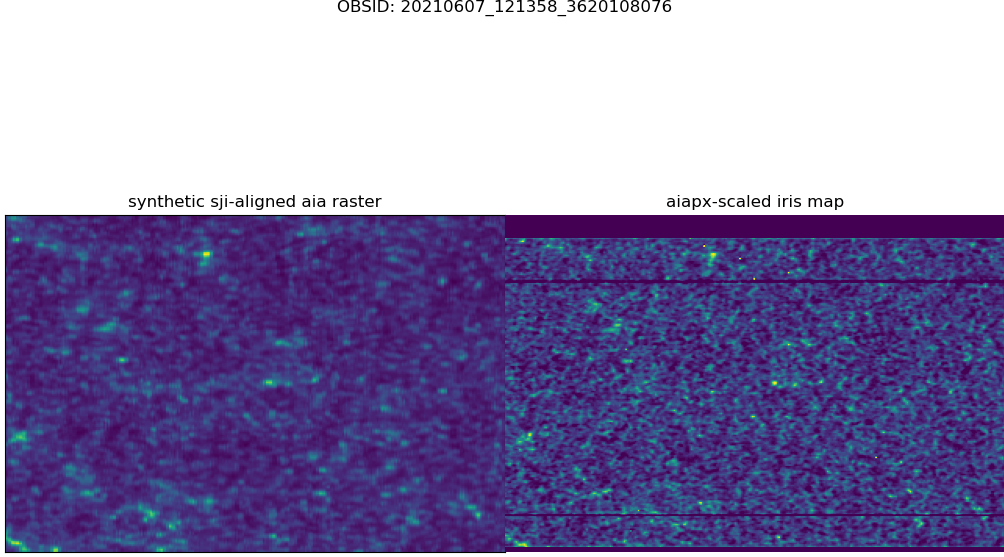 OBSID: 20210607_121358_3620108076
synthetic sji-aligned aia raster
aiapx-scaled iris map